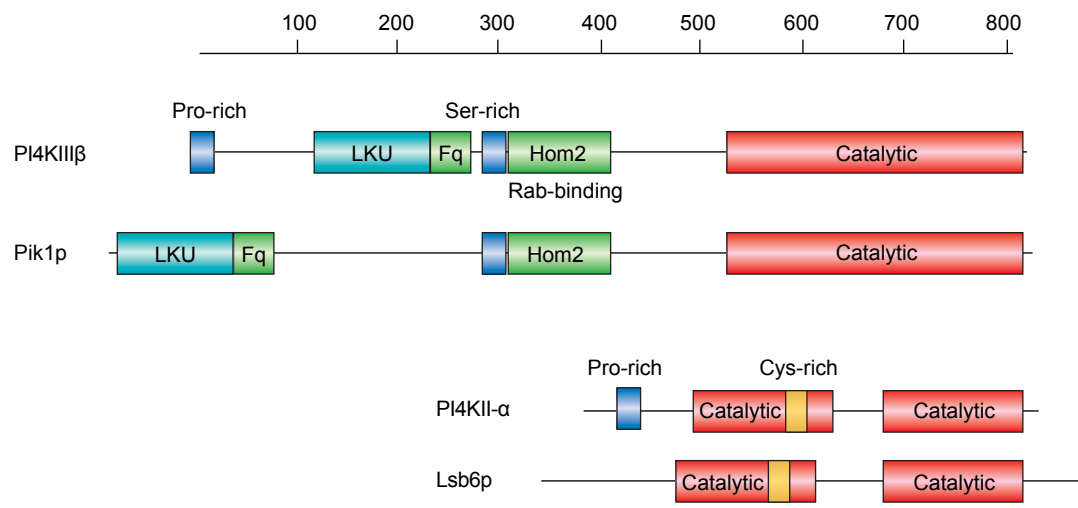 100 200 300 400 500 600 700 800
Pro-rich Ser-rich
PI4KIIIβ LKU Fq Hom2 Catalytic
Rab-binding
Pik1p LKU Fq Hom2 Catalytic
Pro-rich Cys-rich
PI4KII-α Catalytic Catalytic
Lsb6p Catalytic Catalytic